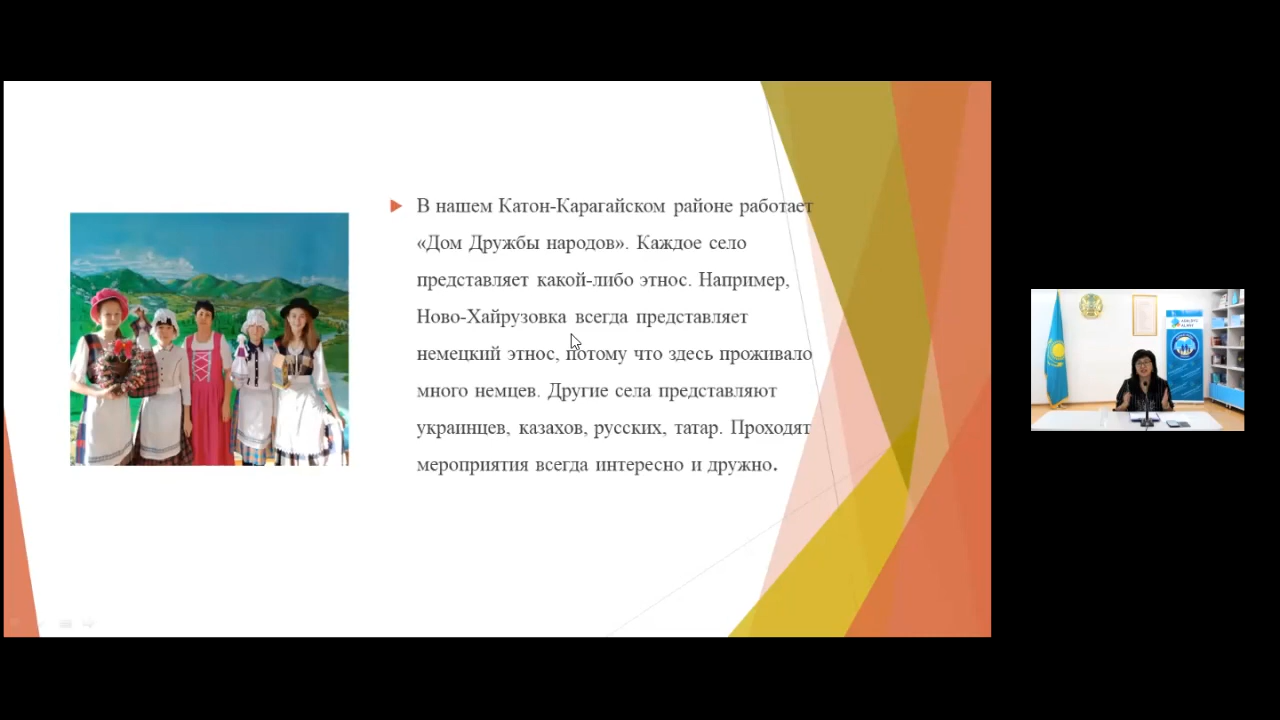 В нашем Катон-Карагайском районе работает
«Дом Дружбы народов». Каждое село
представляет какой-либо этнос. Например,
Ново-Хайрузовка всегда представляет
немецкий этнос, потому что здесь проживало
много немцев. Другие села представляют
украинцев, казахов, русских, татар. Проходят
мероприятия всегда интересно и дружно.